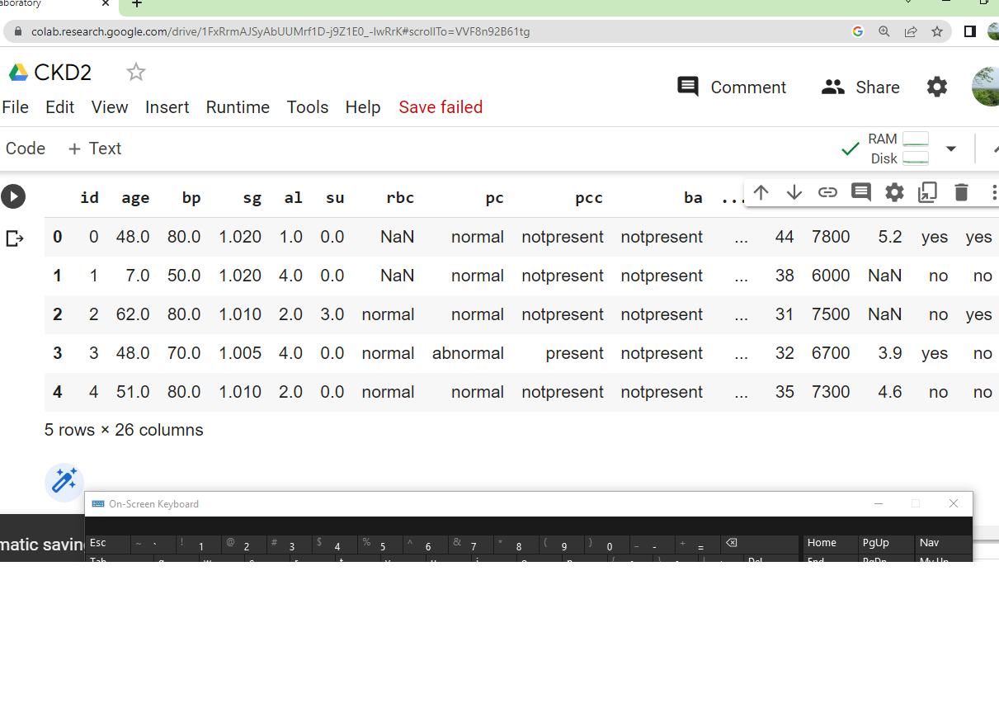 aboratory
colab.research.google.com/drive/1FxRrmAJSyAbUUMrf1D-j9Z1E0_-lwRrK#scrollTo=VVF8n92B61tg
CKD2
Comment Share
File Edit View Insert Runtime Tools Help Save failed
Code + Text
RAM
Disk
id age bp sg al su rbc pc pcc ba ...
0 0 48.0 80.0 1.020 1.0 0.0 NaN normal notpresent notpresent ... 44 7800 5.2 yes yes
1 1 7.0 50.0 1.020 4.0 0.0 NaN normal notpresent notpresent ... 38 6000 NaN no no
2 2 62.0 80.0 1.010 2.0 3.0 normal normal notpresent notpresent ... 31 7500 NaN no yes
3 3 48.0 70.0 1.005 4.0 0.0 normal abnormal present notpresent ... 32 6700 3.9 yes no
4 4 51.0 80.0 1.010 2.0 0.0 normal normal notpresent notpresent ... 35 7300 4.6 no no
5 rows × 26 columns
On-Screen Keyboard
matic saving
Esc ~ ` ! 1 @ 2 # 3 $ 4 % 5 ^ 6 & 7 * 8 ( 9 ) 0 _ - + = Home PgUp Nav
Tab Del End PgDn